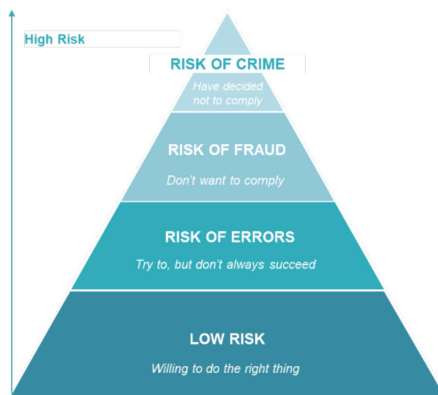 High Risk
RISK OF CRIME
Have decided
not to comply
RISK OF FRAUD
Don't want to comply
RISK OF ERRORS
Try to, but don't always succeed
LOW RISK
Willing to do the right thing